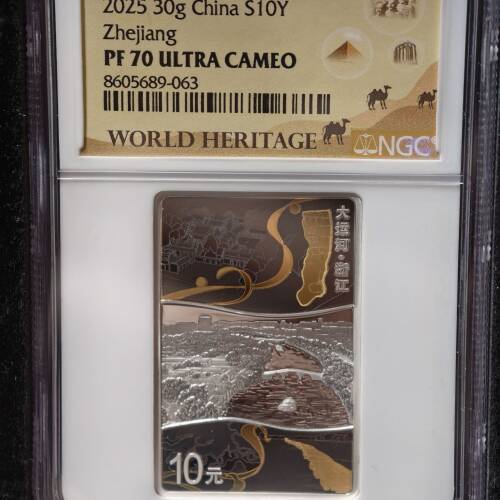 2025 30g China S10Y
Zhejiang
PF 70 ULTRA CAMEO
8605689-063
WORLD HERITAGE
NGC
大运河·浙江
10元